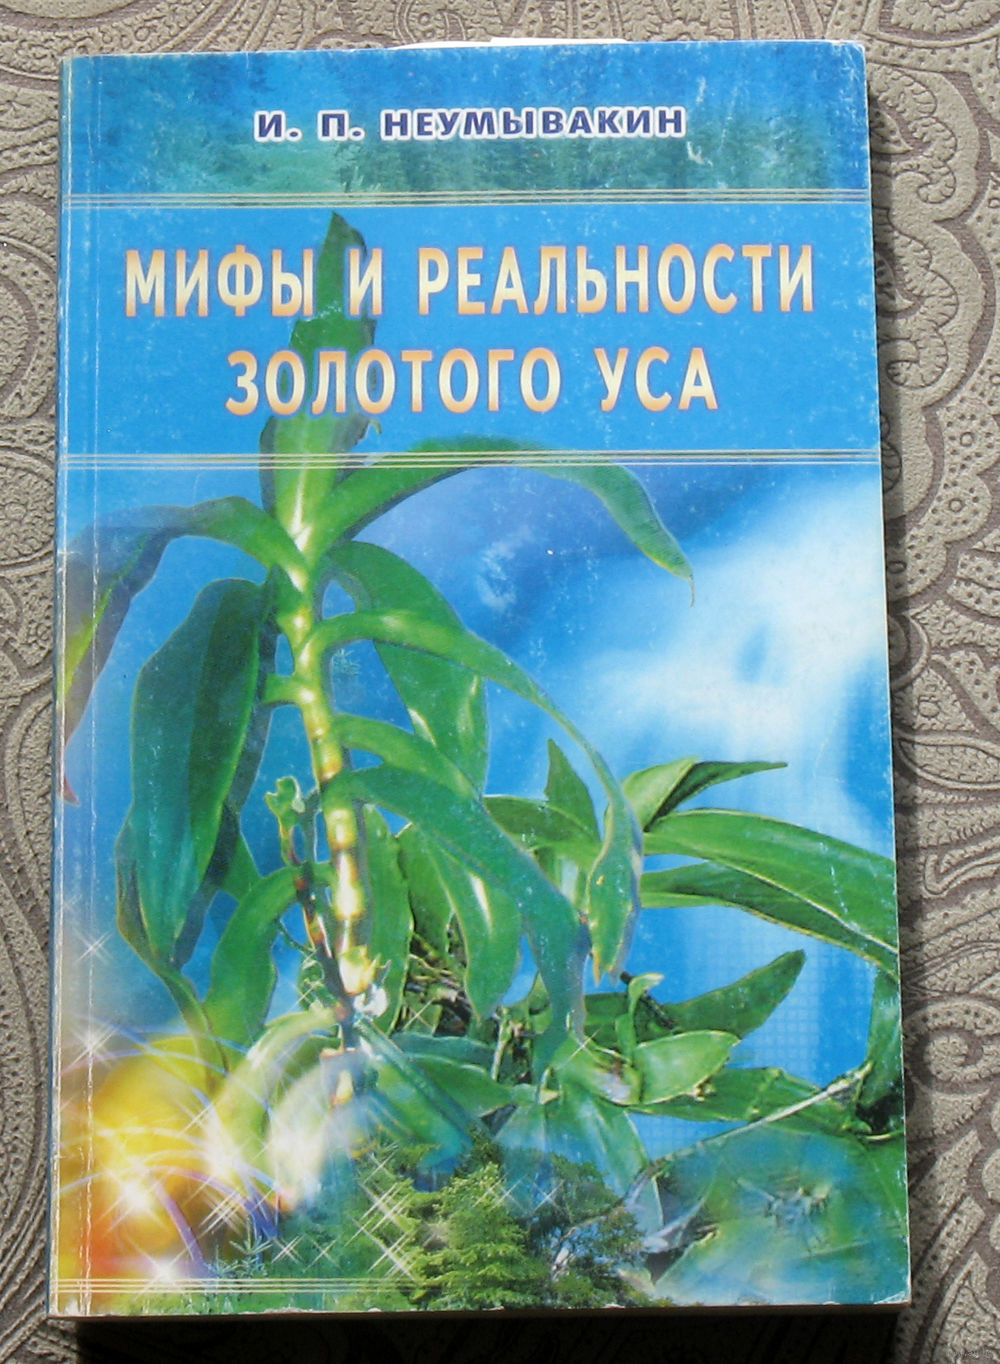 И. П. НЕУМЫВАКИН
МИФЫ И РЕАЛЬНОСТИ
ЗОЛОТОГО УСА